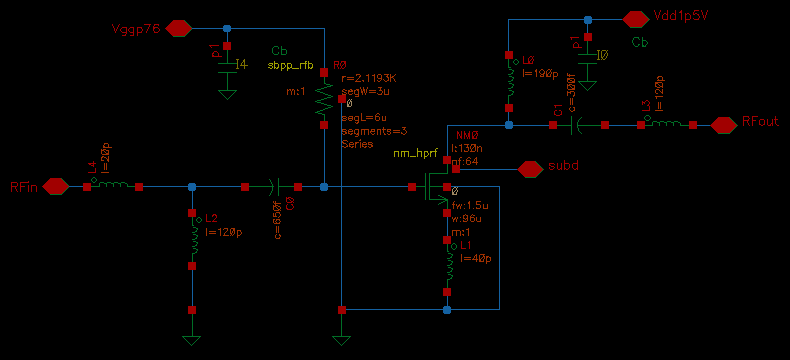 Vggp75
P1
I4
Cb
sbpp_rfb
m:1
R0
r=2.1193K
segW=3u
0
segL=6u
segments=3
Series
Vdd1p5V
P1
I0
Cb
L0
l=190p
C1
c=300f
L3
l=120p
RFout
NM0
l:130n
nf:64
nm_hprf
subd
0
fw:1.5u
w:96u
m:1
L1
l=40p
RFin
L4
l=20p
L2
l=120p
C0
c=650f